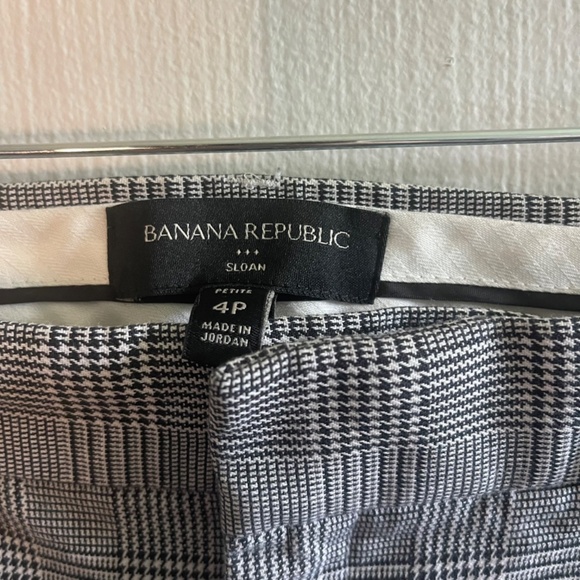 BANANA REPUBLIC
SLOAN
PETITE
4P
MADE IN
JORDAN